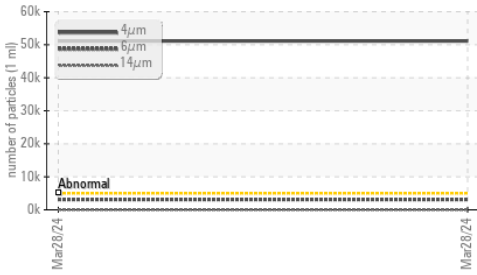 60k
50k
40k
30k
20k
10k
0k
number of particles (1 ml)
4µm
6µm
14µm
Abnormal
Mar28/24
Mar28/24